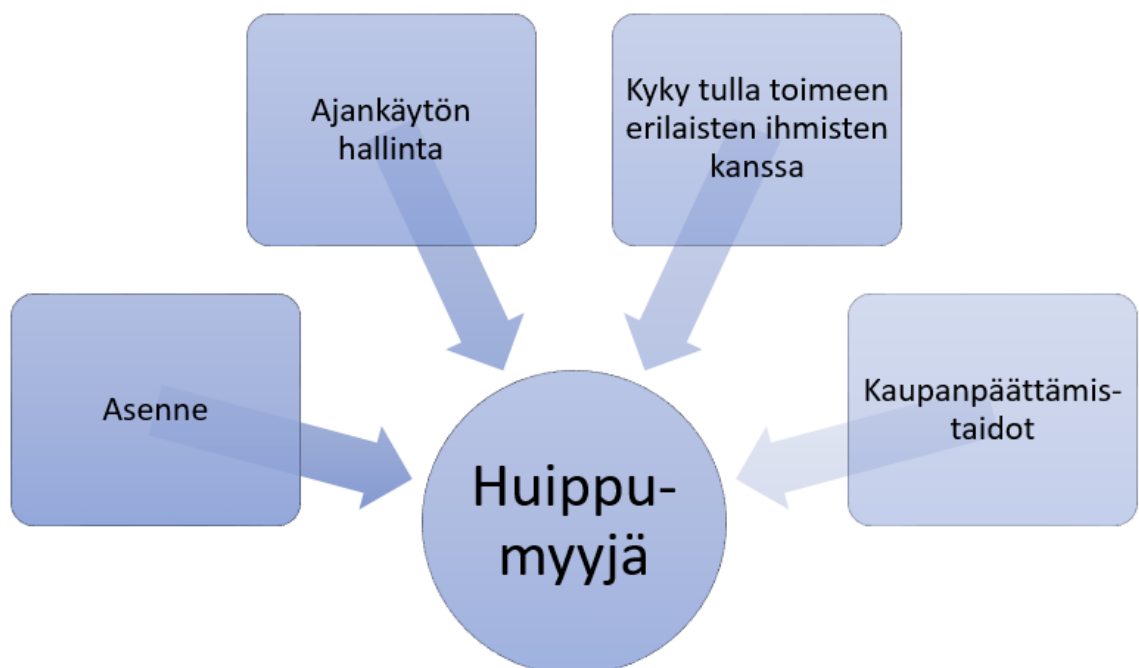 Ajankäytön
hallinta
Kyky tulla toimeen
erilaisten ihmisten
kanssa
Asenne
Kaupanpäättämis-
taidot
Huippu-
myyjä